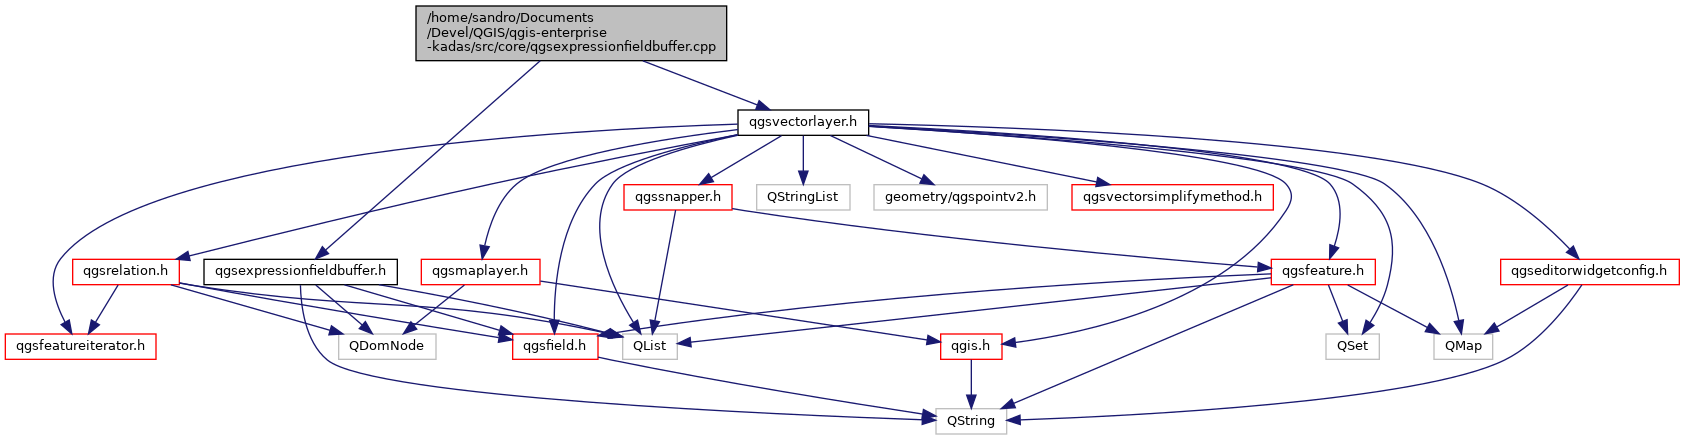 /home/sandro/Documents
/Devel/QGIS/qgis-enterprise
-kadas/src/core/qgsexpressionfieldbuffer.cpp
qgsvectorlayer.h
qgssnapper.h
QStringList
geometry/qgspointv2.h
qgsvectorsimplifymethod.h
qgsrelation.h
qgsexpressionfieldbuffer.h
qgsmaplayer.h
qgsfeature.h
qgseditorwidgetconfig.h
qgsfeatureiterator.h
QDomNode
qgsfield.h
QList
qgis.h
QSet
QMap
QString